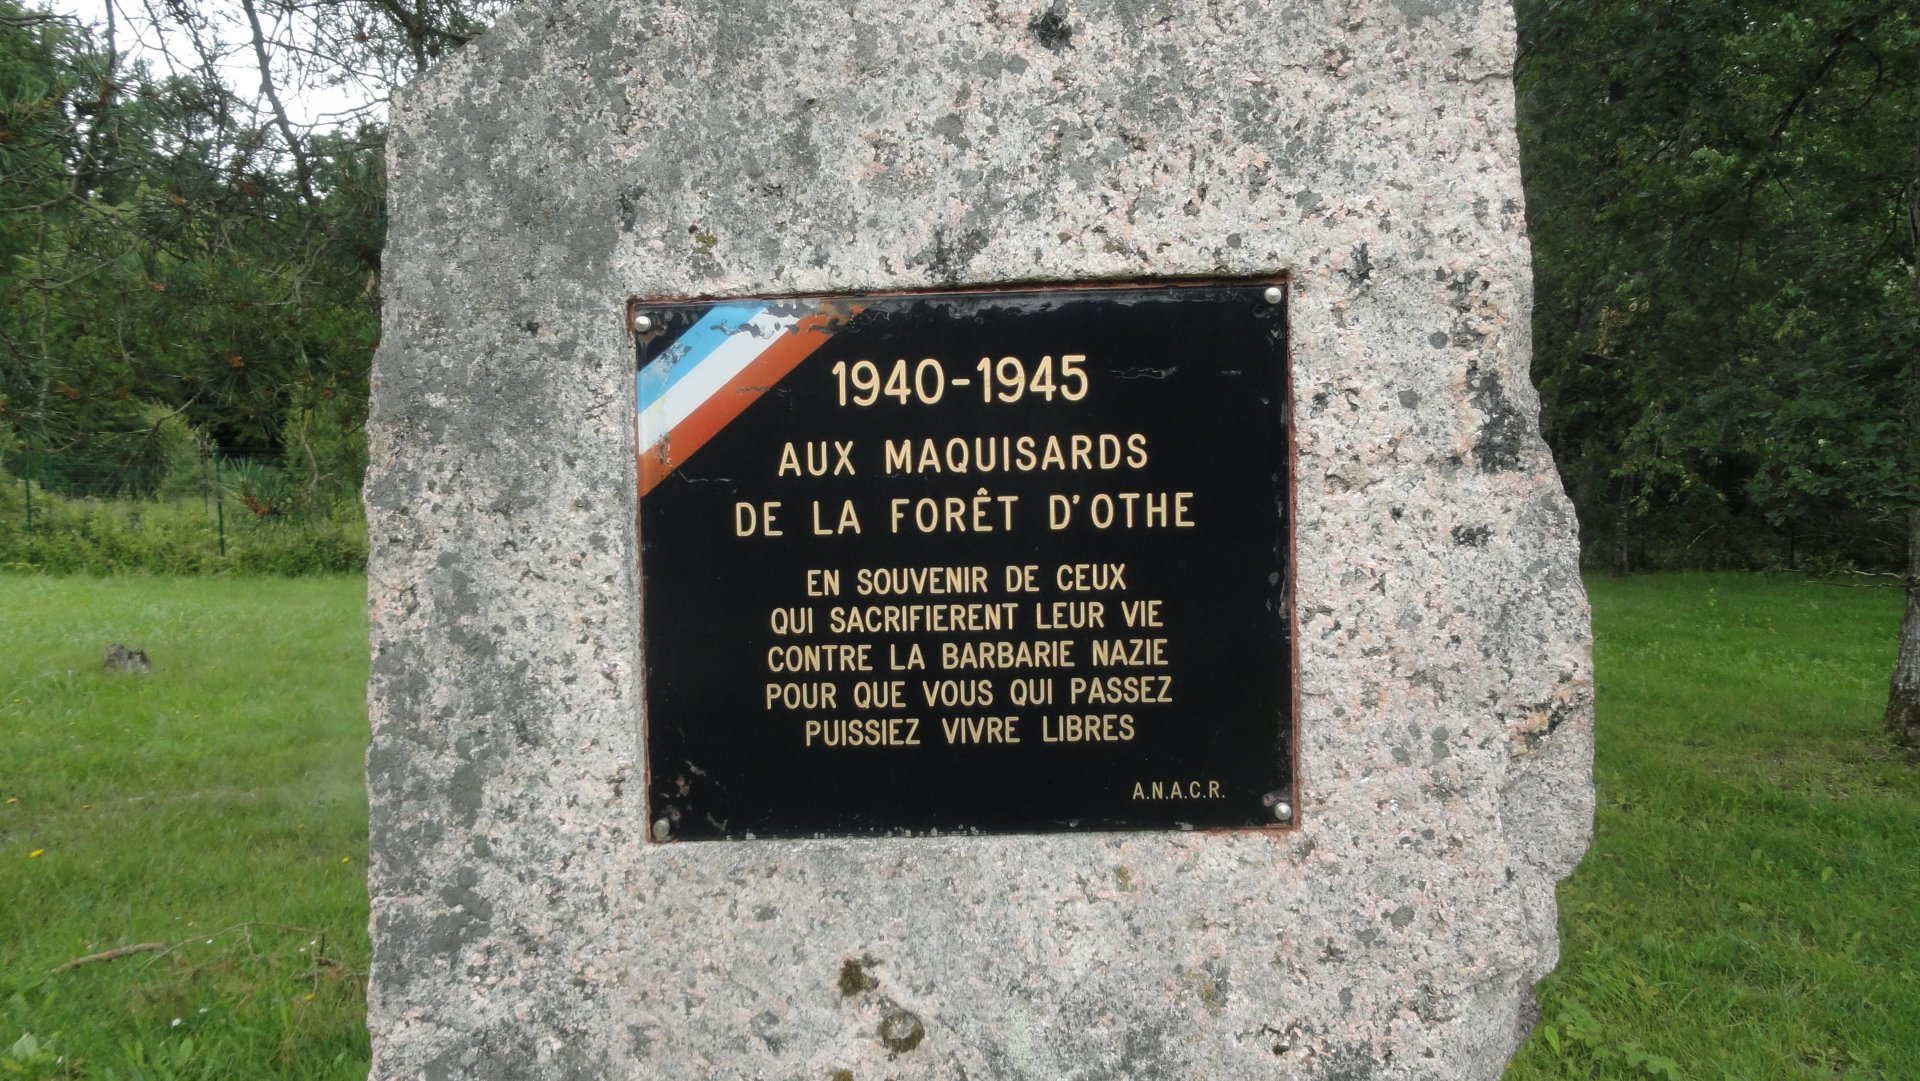 1940-1945
AUX MAQUISARDS
DE LA FORÊT D'OTHE
EN SOUVENIR DE CEUX
QUI SACRIFIERENT LEUR VIE
CONTRE LA BARBARIE NAZIE
POUR QUE VOUS QUI PASSEZ
PUISSIEZ VIVRE LIBRES
A.N.A.C.R.